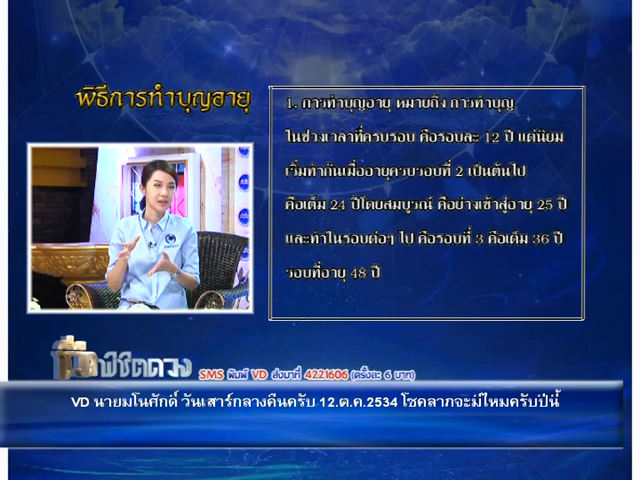 พิธีการทำบุญอายุ
1. การทำบุญอายุ หมายถึง การทำบุญ
ในช่วงเวลาที่ครบรอบ คือรอบละ 12 ปี แต่นิยม
เริ่มทำกันเมื่ออายุครบรอบที่ 2 เป็นต้นไป
คือเต็ม 24 ปีโดยสมบูรณ์ คือย่างเข้าสู่อายุ 25 ปี
และทำในรอบต่อๆ ไป คือรอบที่ 3 คือเต็ม 36 ปี
รอบที่อายุ 48 ปี
พิชิตดวง
SMS พิมพ์ VD ส่งมาที่ 4221606 (ครั้งละ 6 บาท)
VD นายมโนศักดิ์ วันเสาร์กลางคืนครับ 12.ต.ค.2534 โชคลาภจะมีไหมครับปีนี้